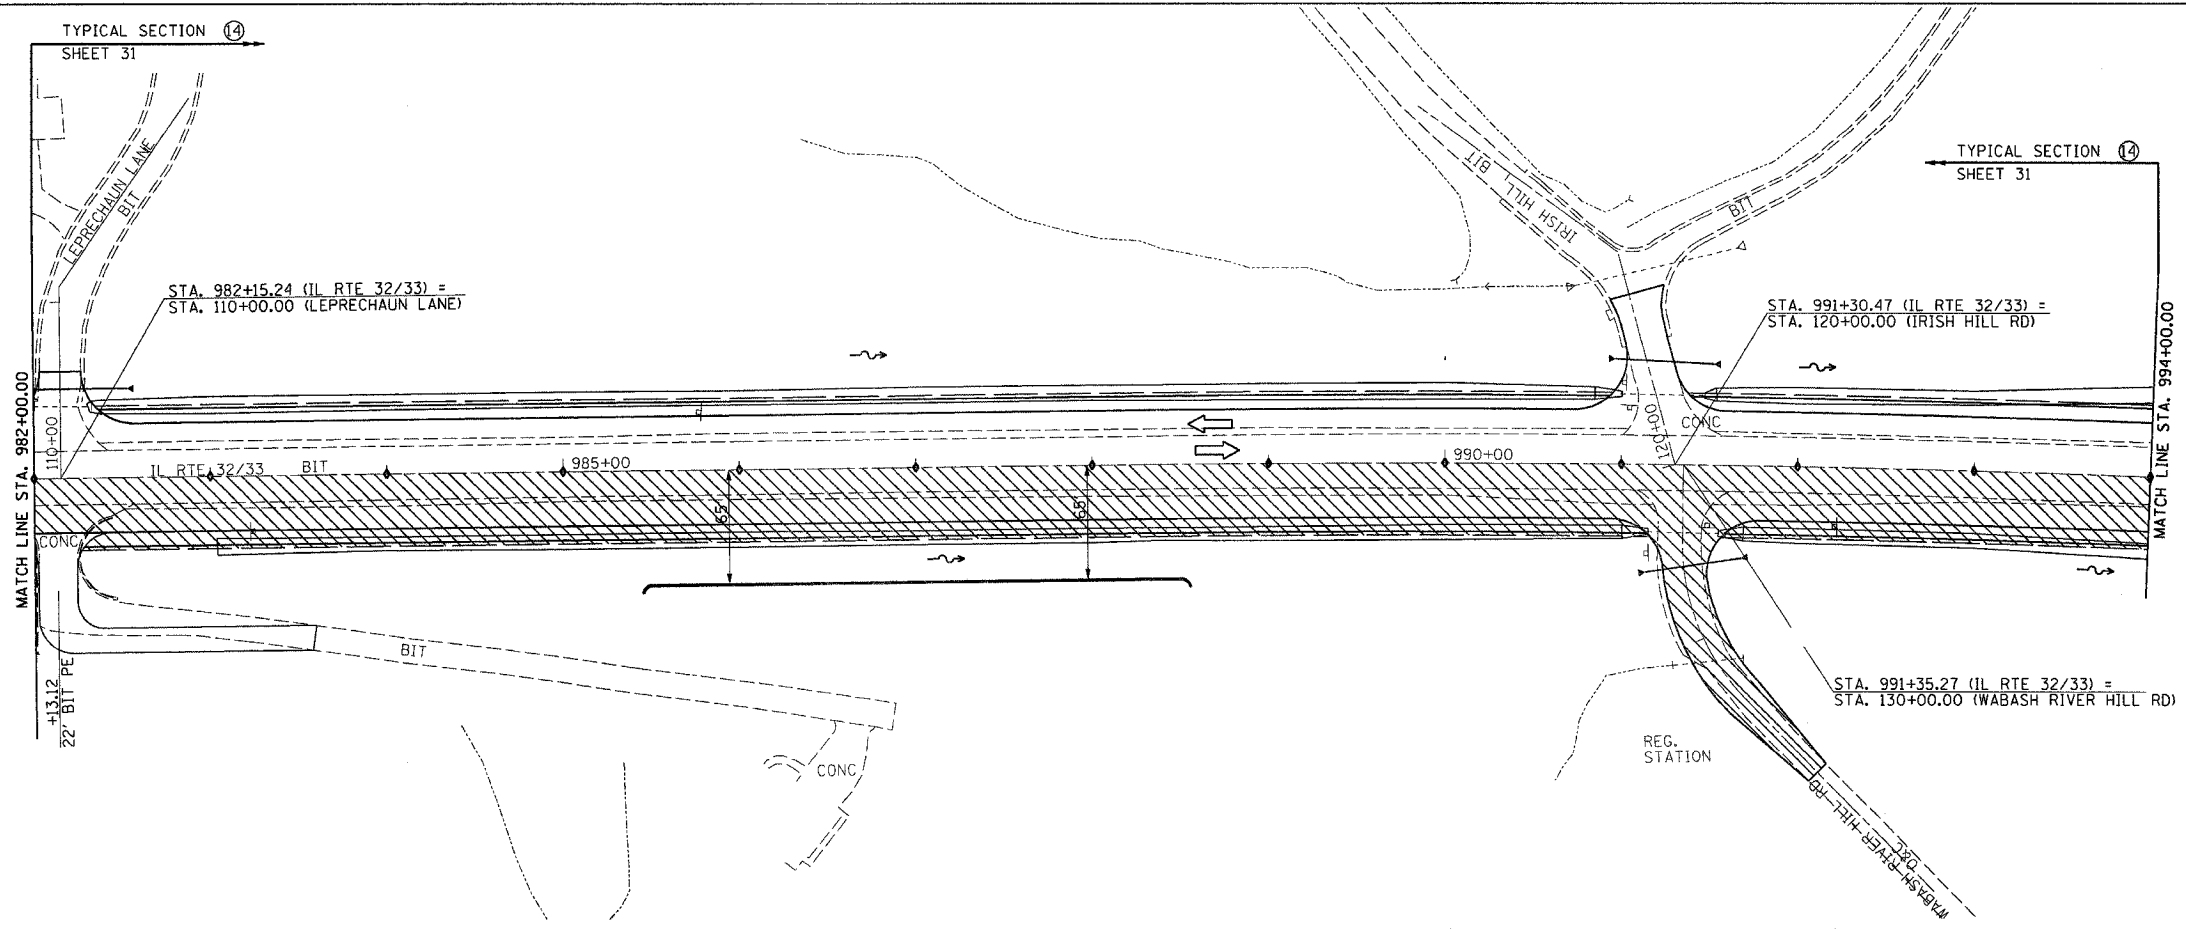 TYPICAL SECTION 14
SHEET 31
TYPICAL SECTION 14
SHEET 31
LEPRECHAUN LANE
BIT
IRISH HILL, BIT
BIT
STA. 982+15.24 (IL RTE 32/33) =
STA. 110+00.00 (LEPRECHAUN LANE)
STA. 991+30.47 (IL RTE 32/33) =
STA. 120+00.00 (IRISH HILL RD)
MATCH LINE STA. 982+00.00
MATCH LINE STA. 994+00.00
110+00
120+00
CONC
IL RTE 32/33 BIT
985+00
990+00
65'
65'
CONC
BIT
+13.12
22' BIT PE
CONC
REG.
STATION
STA. 991+35.27 (IL RTE 32/33) =
STA. 130+00.00 (WABASH RIVER HILL RD)
WABASH RIVER HILL RD
O&C